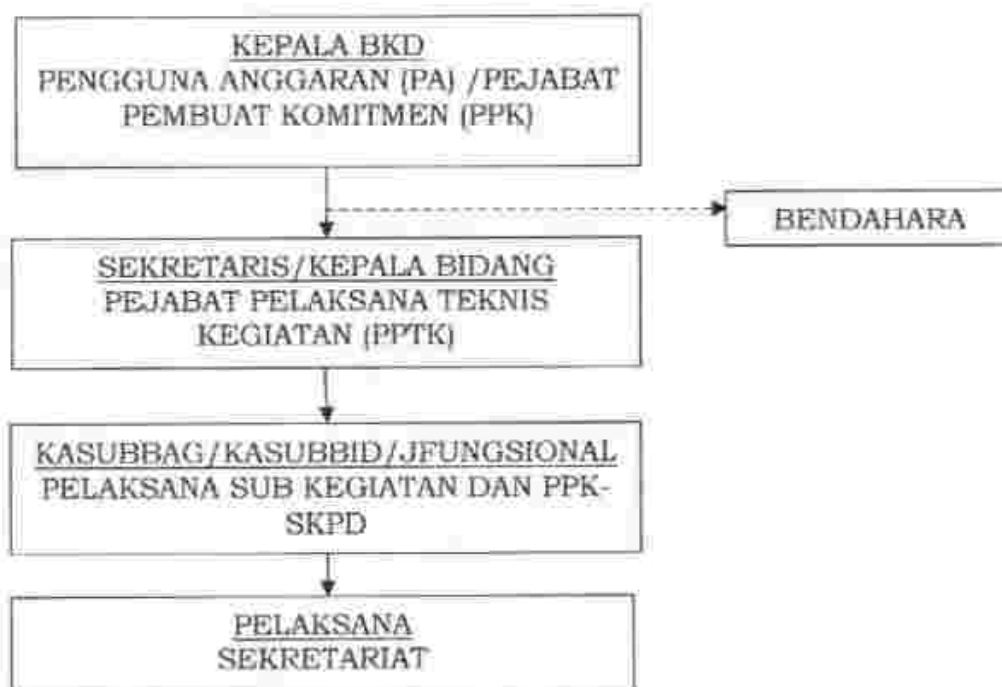 KEPALA BKD
PENGGUNA ANGGARAN (PA) /PEJABAT
PEMBUAT KOMITMEN (PPK)
BENDAHARA
SEKRETARIS/KEPALA BIDANG
PEJABAT PELAKSANA TEKNIS
KEGIATAN (PPTK)
KASUBBAG/KASUBBID/JFUNGSIONAL
PELAKSANA SUB KEGIATAN DAN PPK-
SKPD
PELAKSANA
SEKRETARIAT